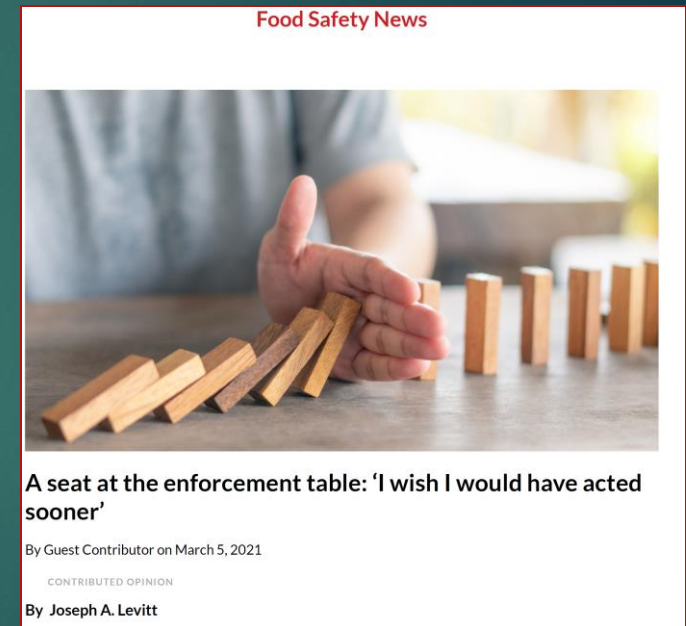 Food Safety News
A seat at the enforcement table: ‘I wish I would have acted
sooner’
By Guest Contributor on March 5, 2021
CONTRIBUTED OPINION
By Joseph A. Levitt